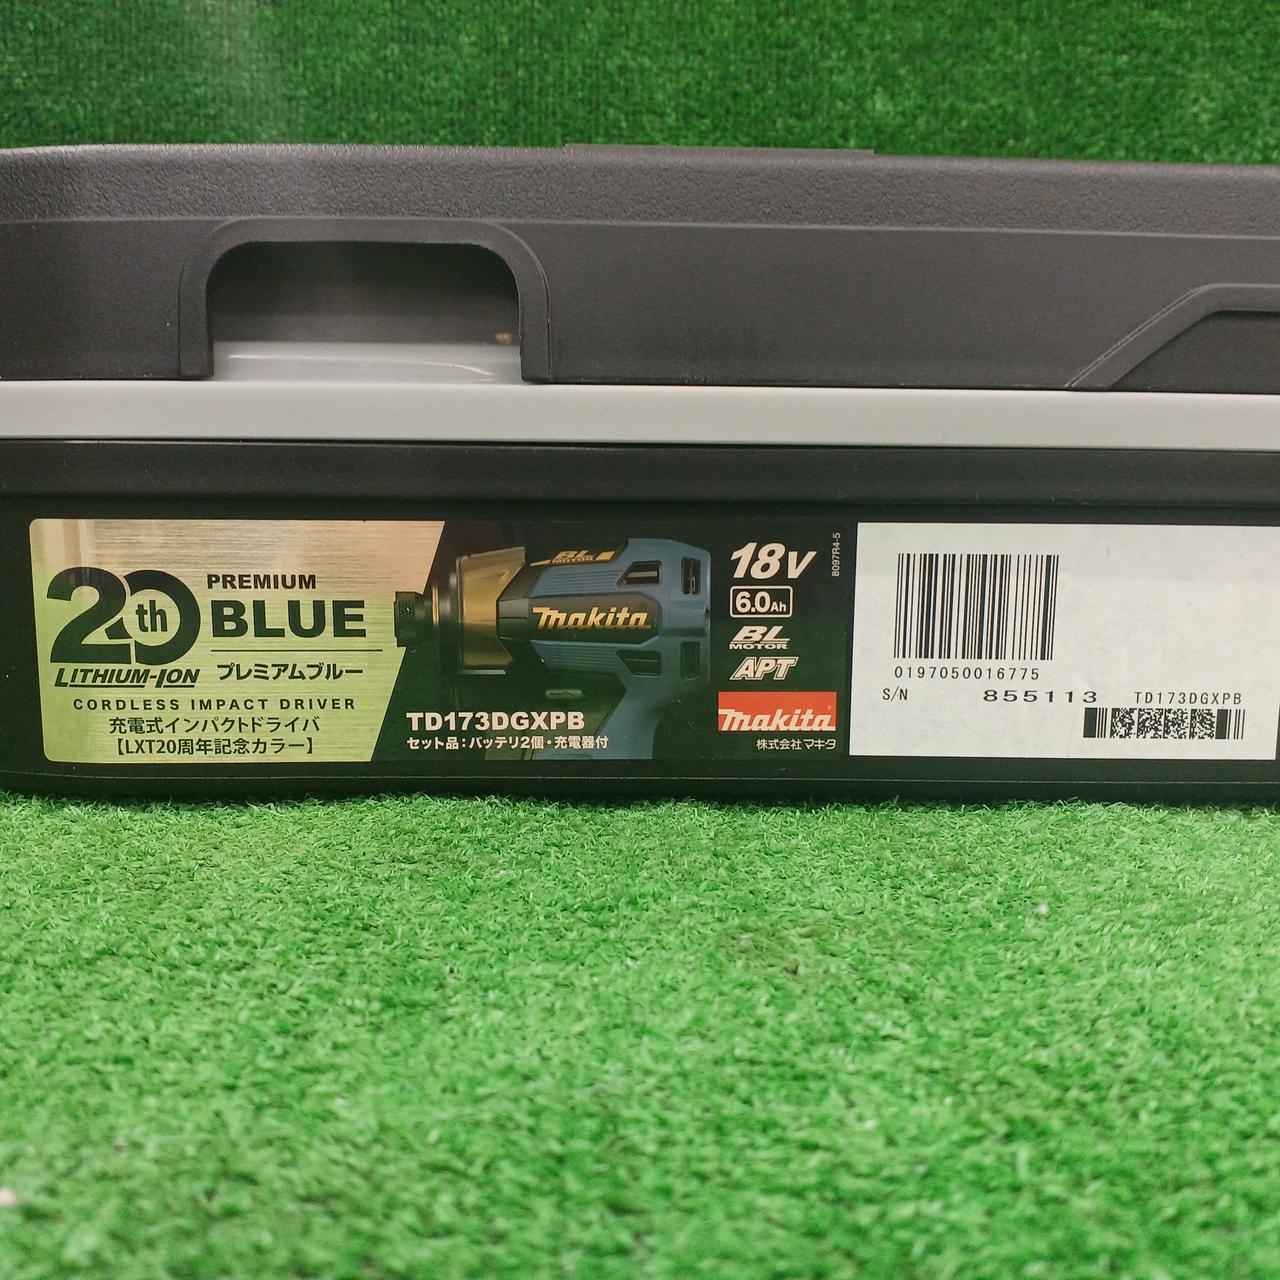 20th
LITHIUM-ION
PREMIUM
BLUE
プレミアムブルー
CORDLESS IMPACT DRIVER
充電式インパクトドライバ
【LXT20周年記念カラー】
BL
MOTOR
makita
TD173DGXPB
セット品：バッテリ2個・充電器付
18V
6.0Ah
BL
MOTOR
APT
makita
株式会社マキタ
8097R4-5
0197050016775
S/N 855113 TD173DGXPB